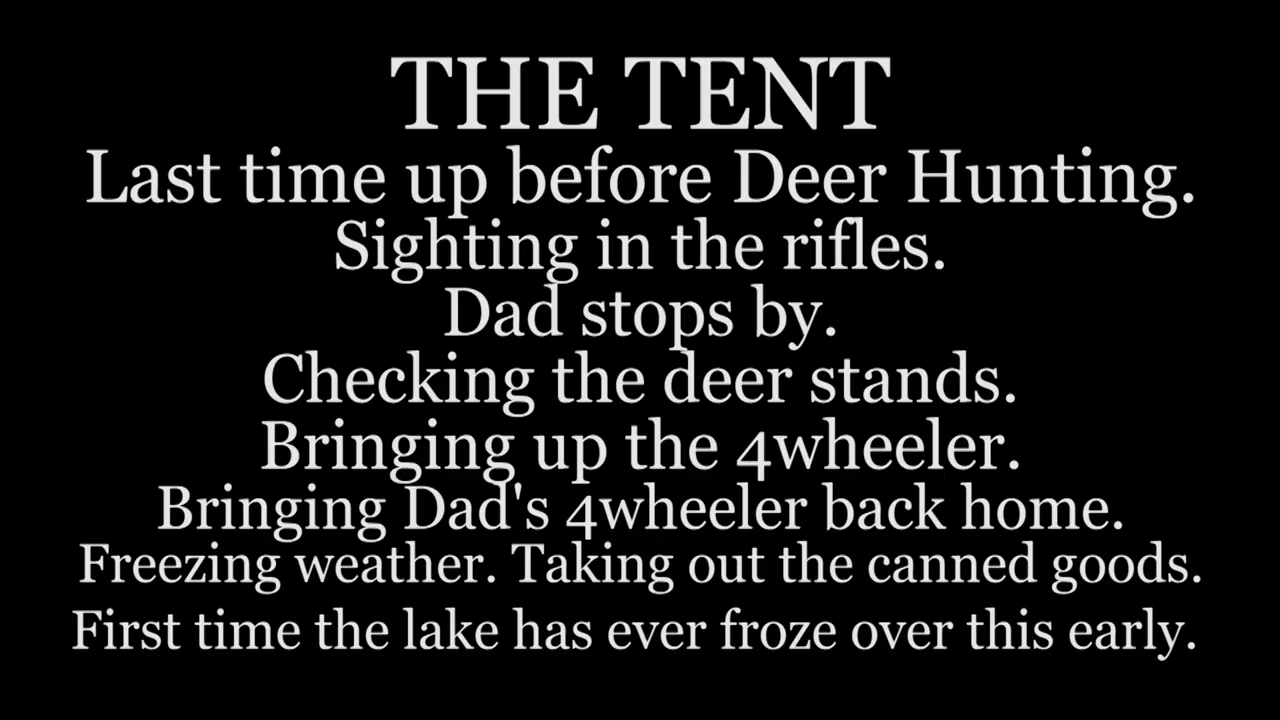 THE TENT
Last time up before Deer Hunting.
Sighting in the rifles.
Dad stops by.
Checking the deer stands.
Bringing up the 4wheeler.
Bringing Dad's 4wheeler back home.
Freezing weather. Taking out the canned goods.
First time the lake has ever froze over this early.